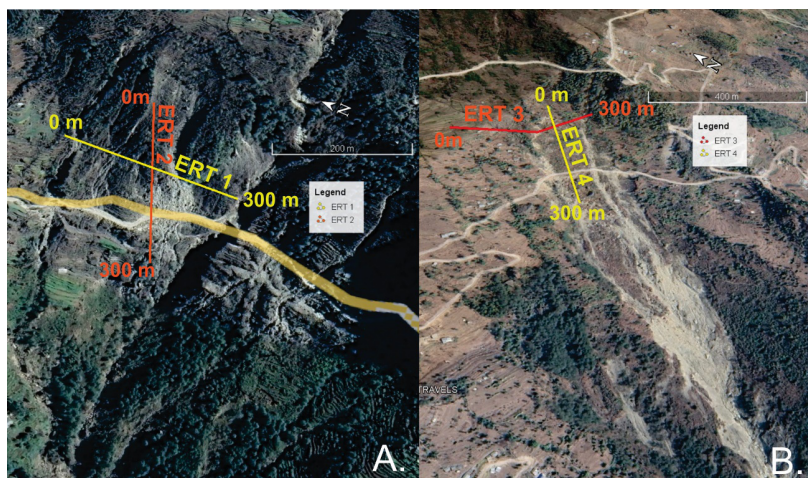 0m
0 m
ERT 2
ERT 1
300 m
300 m
N
200 m
Legend
ERT 1
ERT 2
A.
N
400 m
0 m
300 m
ERT 3
0m
ERT 4
300 m
Legend
ERT 3
ERT 4
TRAVELS
B.